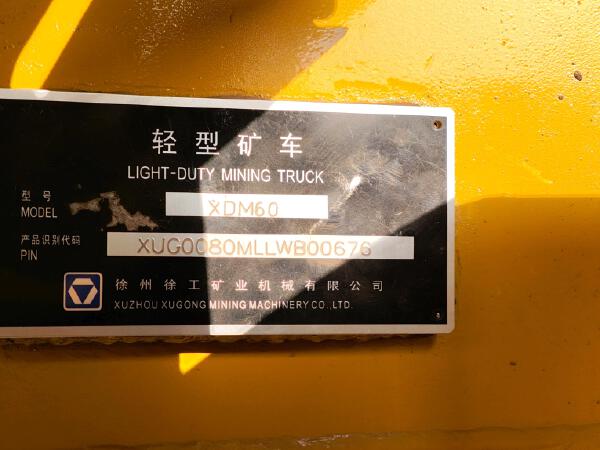 轻型矿车
LIGHT-DUTY MINING TRUCK
型号
MODEL XDM60
产品识别代码
PIN XUG0080MLLWB00676
徐州徐工矿业机械有限公司
XUZHOU XUGONG MINING MACHINERY CO.,LTD.